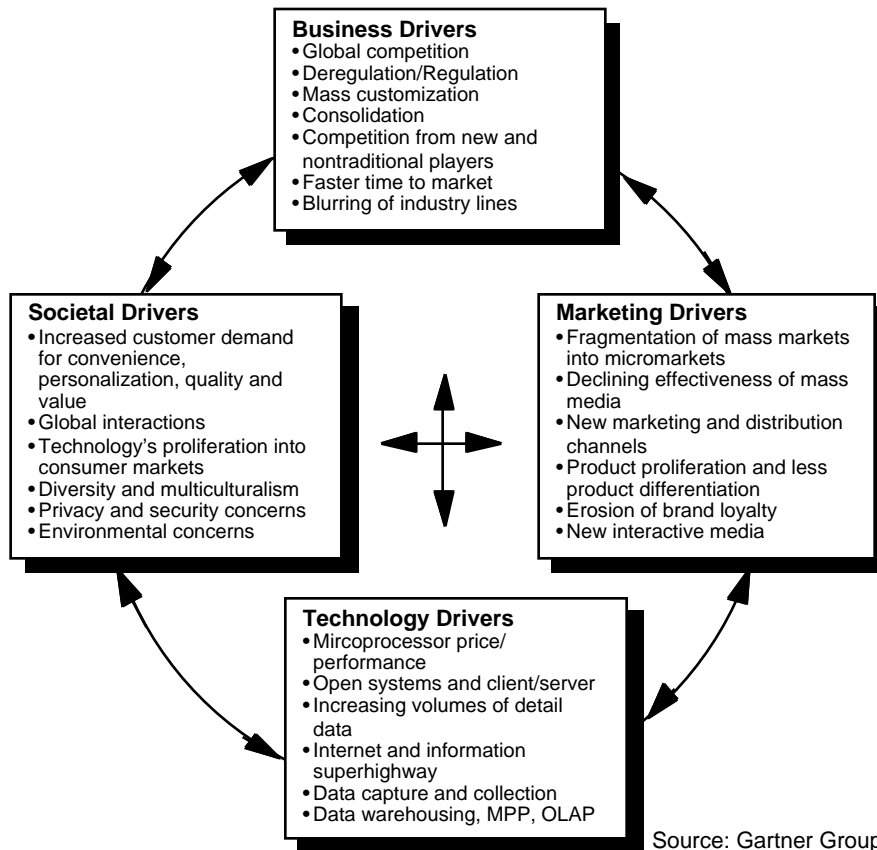 Business Drivers
•Global competition
•Deregulation/Regulation
•Mass customization
•Consolidation
•Competition from new and
nontraditional players
•Faster time to market
•Blurring of industry lines
Societal Drivers
•Increased customer demand
for convenience,
personalization, quality and
value
•Global interactions
•Technology's proliferation into
consumer markets
•Diversity and multiculturalism
•Privacy and security concerns
•Environmental concerns
Marketing Drivers
•Fragmentation of mass markets
into micromarkets
•Declining effectiveness of mass
media
•New marketing and distribution
channels
•Product proliferation and less
product differentiation
•Erosion of brand loyalty
•New interactive media
Technology Drivers
•Mircoprocessor price/
performance
•Open systems and client/server
•Increasing volumes of detail
data
•Internet and information
superhighway
•Data capture and collection
•Data warehousing, MPP, OLAP
Source: Gartner Group